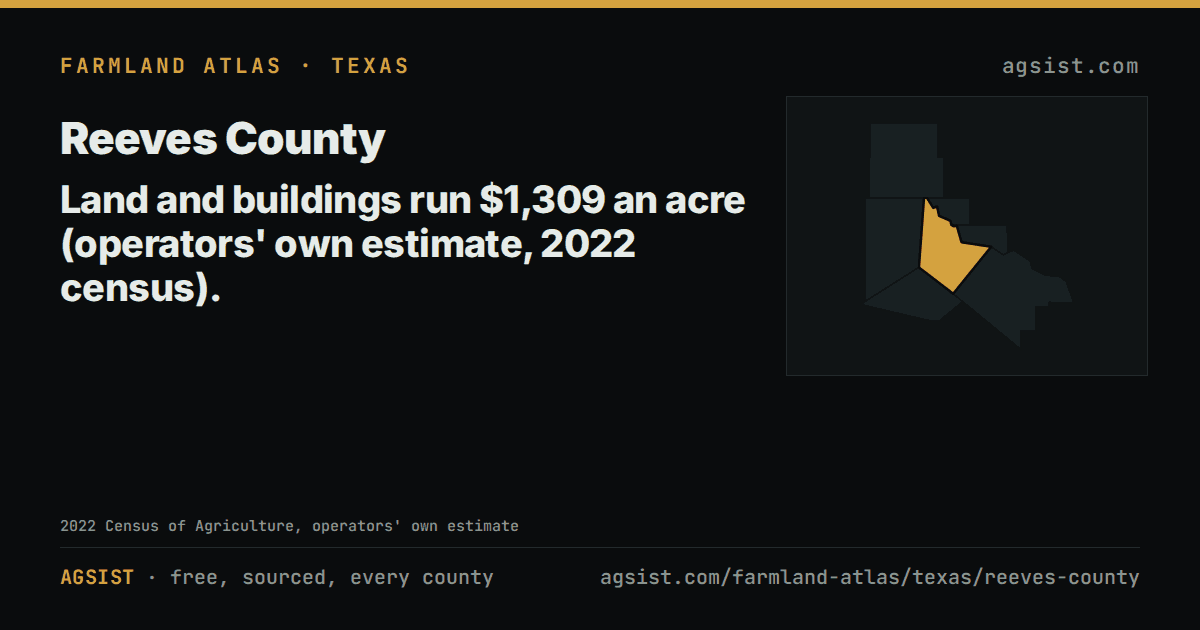 FARMLAND ATLAS · TEXAS
agsist.com
Reeves County
Land and buildings run $1,309 an acre
(operators' own estimate, 2022
census).
2022 Census of Agriculture, operators' own estimate
AGSIST · free, sourced, every county
agsist.com/farmland-atlas/texas/reeves-county